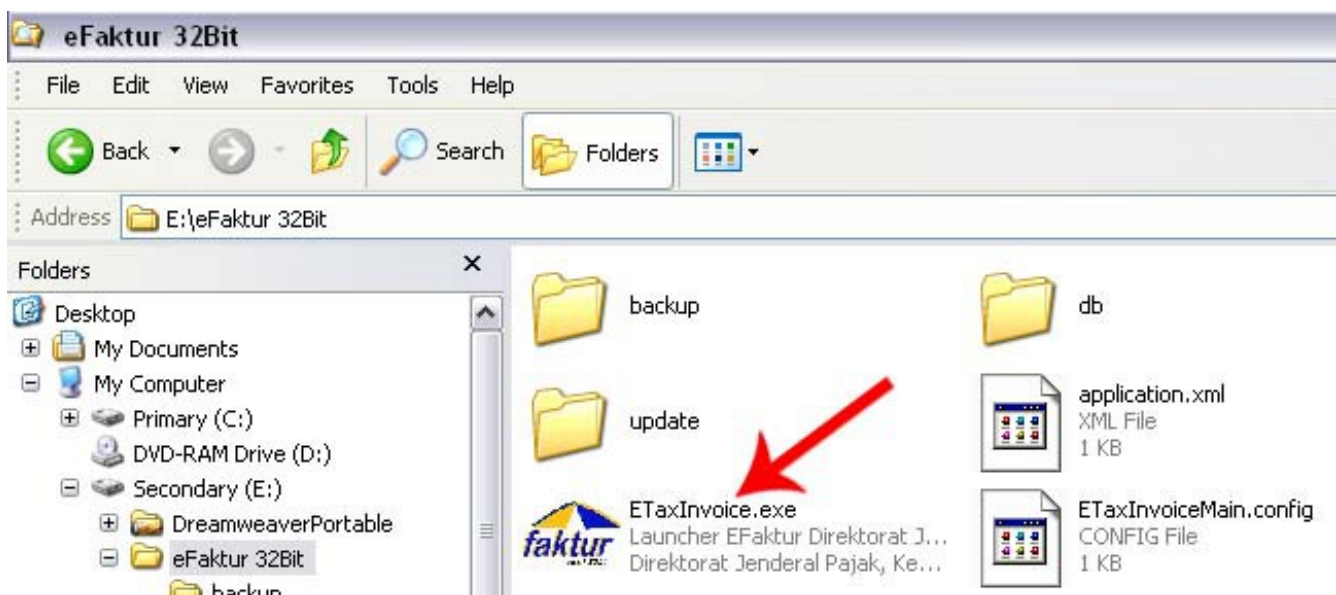 eFaktur 32Bit
File Edit View Favorites Tools Help
Back Search Folders
Address E:\eFaktur 32Bit
Folders
Desktop
My Documents
My Computer
Primary (C:)
DVD-RAM Drive (D:)
Secondary (E:)
DreamweaverPortable
eFaktur 32Bit
backup
backup
db
update
application.xml
XML File
1 KB
faktur
ETaxInvoice.exe
Launcher EFaktur Direktorat J...
Direktorat Jenderal Pajak, Ke...
ETaxInvoiceMain.config
CONFIG File
1 KB